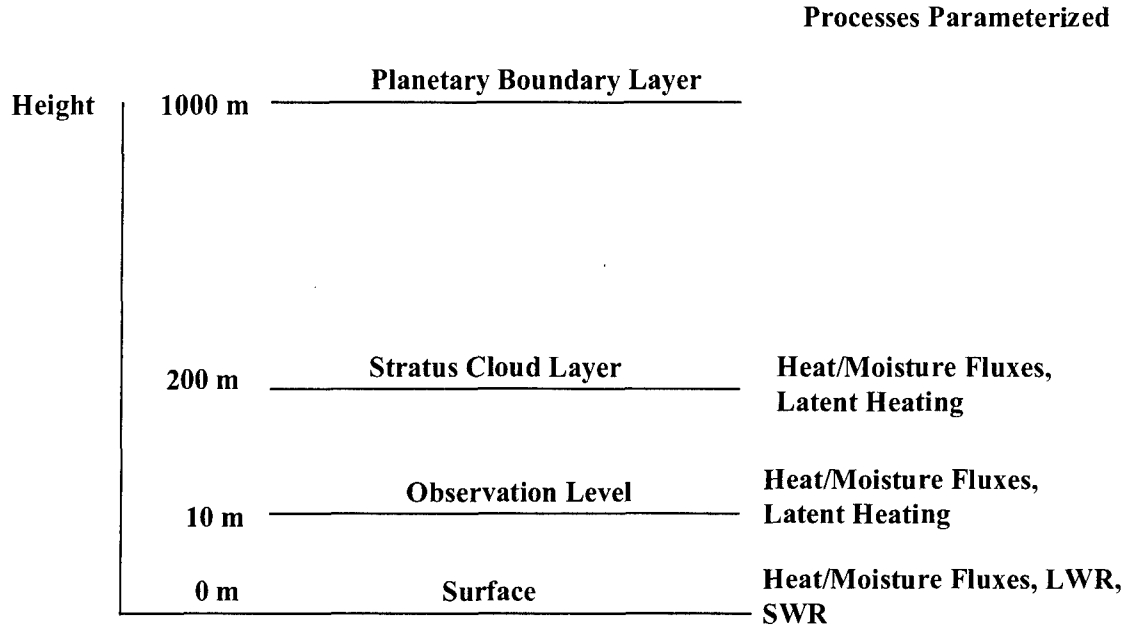 Processes Parameterized
Planetary Boundary Layer
Height 1000 m
Stratus Cloud Layer
200 m
Heat/Moisture Fluxes,
Latent Heating
Observation Level
10 m
Heat/Moisture Fluxes,
Latent Heating
0 m Surface
Heat/Moisture Fluxes, LWR,
SWR